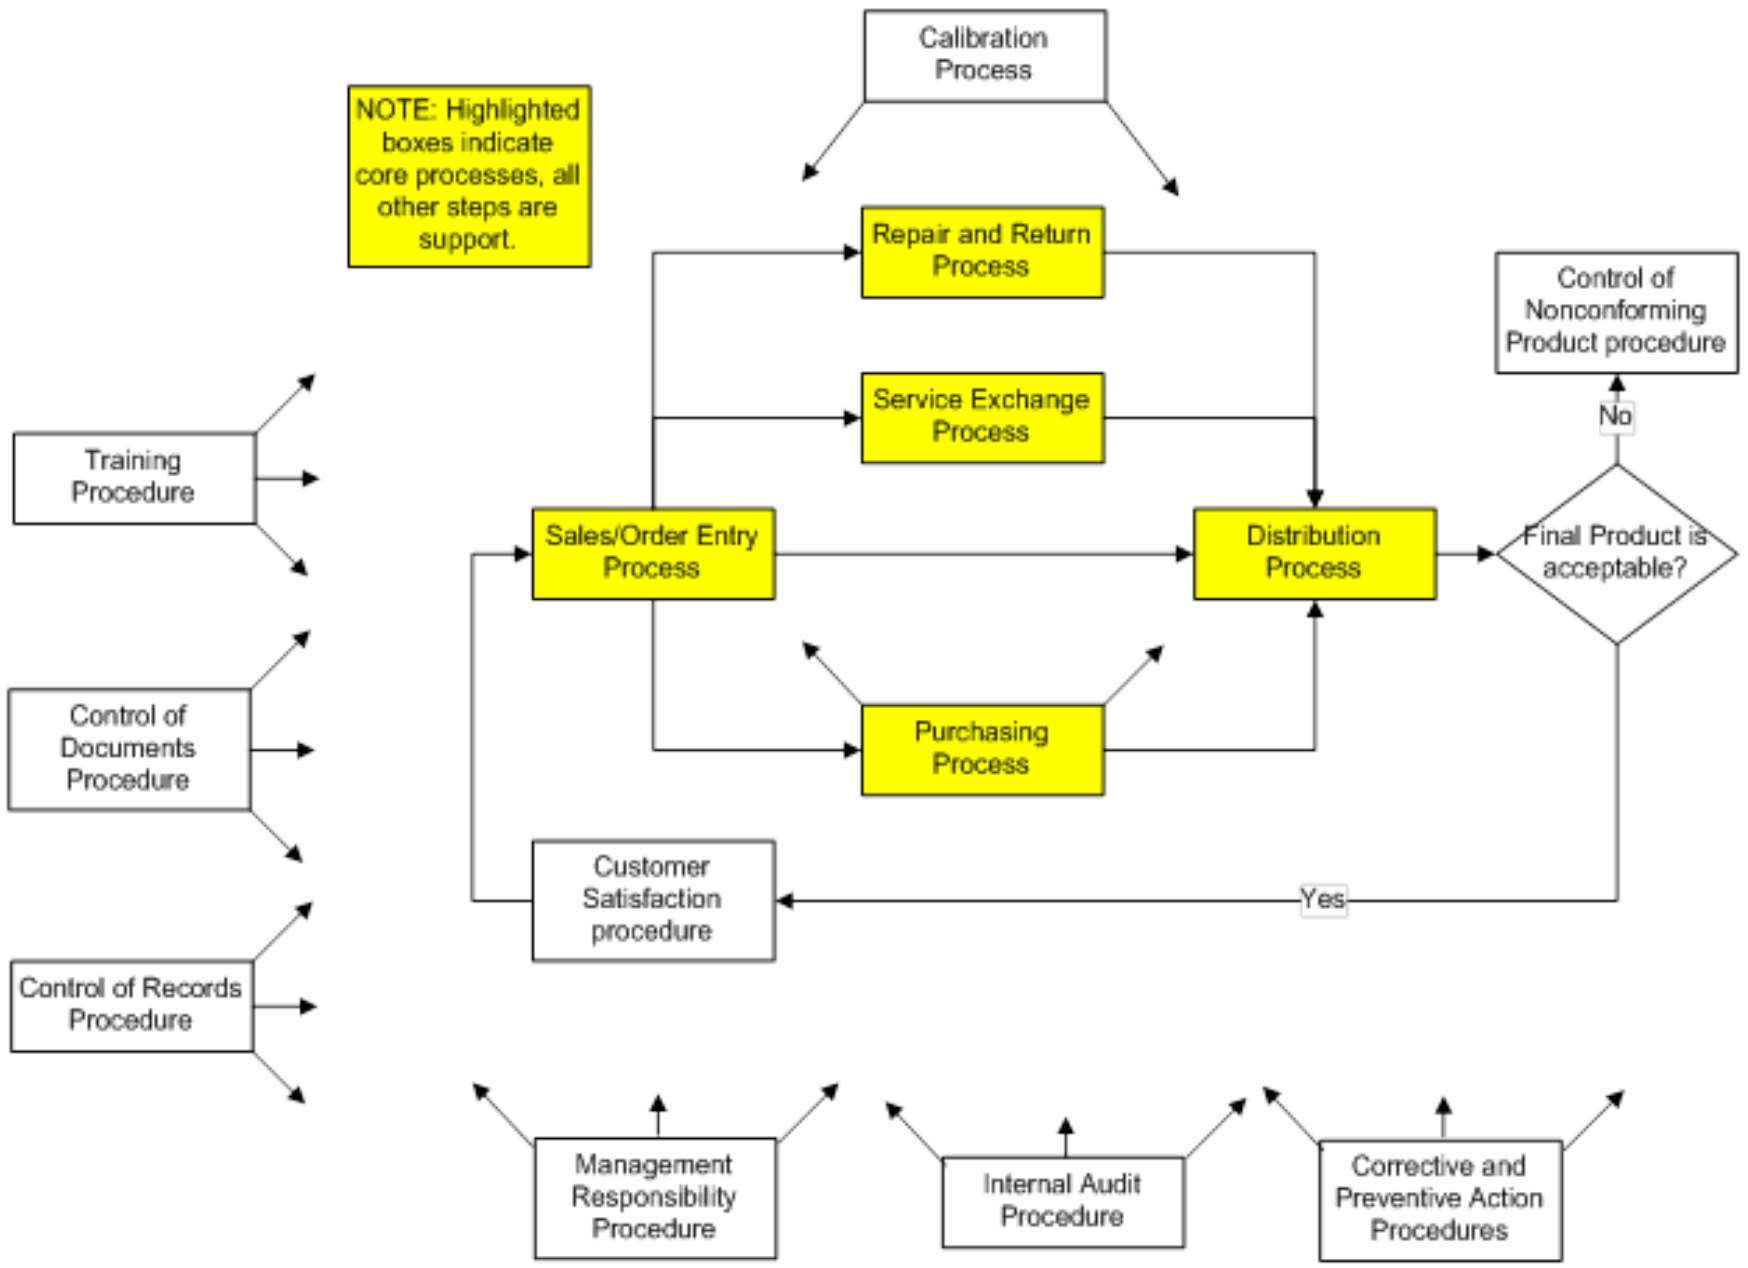 Calibration
Process
NOTE: Highlighted
boxes indicate
core processes, all
other steps are
support.
Repair and Return
Process
Control of
Nonconforming
Product procedure
Service Exchange
Process
No
Training
Procedure
Sales/Order Entry
Process
Distribution
Process
Final Product is
acceptable?
Control of
Documents
Procedure
Purchasing
Process
Customer
Satisfaction
procedure
Yes
Control of Records
Procedure
Management
Responsibility
Procedure
Internal Audit
Procedure
Corrective and
Preventive Action
Procedures